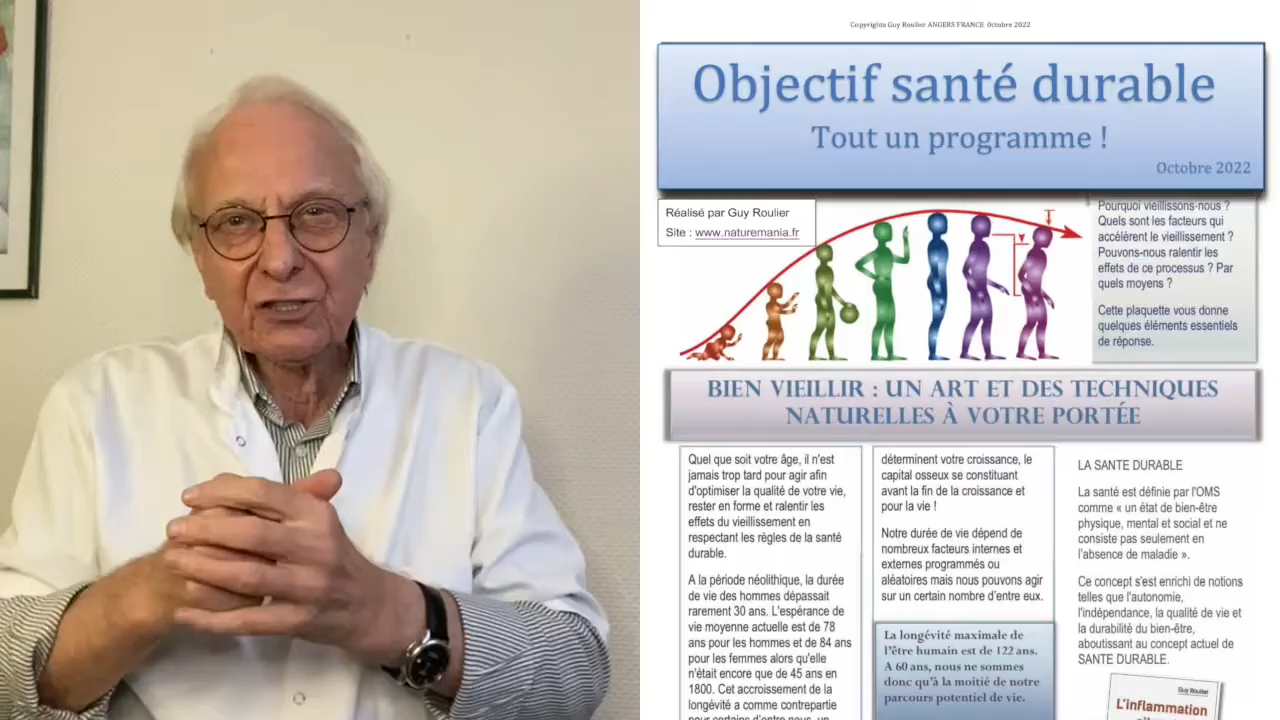 Copyrights Guy Roulier ANGERS FRANCE Octobre 2022
Objectif santé durable
Tout un programme !
Octobre 2022
Réalisé par Guy Roulier
Site : www.naturemania.fr
Pourquoi vieillissons-nous ?
Quels sont les facteurs qui
accélèrent le vieillissement ?
Pouvons-nous ralentir les
effets de ce processus ? Par
quels moyens ?
Cette plaquette vous donne
quelques éléments essentiels
de réponse.
BIEN VIEILLIR : UN ART ET DES TECHNIQUES
NATURELLES À VOTRE PORTÉE
Quel que soit votre âge, il n'est
jamais trop tard pour agir afin
d'optimiser la qualité de votre vie,
rester en forme et ralentir les
effets du vieillissement en
respectant les règles de la santé
durable.
A la période néolithique, la durée
de vie des hommes dépassait
rarement 30 ans. L'espérance de
vie moyenne actuelle est de 78
ans pour les hommes et de 84 ans
pour les femmes alors qu'elle
n'était encore que de 45 ans en
1800. Cet accroissement de la
longévité a comme contrepartie
pour certains d'entre nous, un
déterminent votre croissance, le
capital osseux se constituant
avant la fin de la croissance et
pour la vie !
Notre durée de vie dépend de
nombreux facteurs internes et
externes programmés ou
aléatoires mais nous pouvons agir
sur un certain nombre d'entre eux.
La longévité maximale de
l'être humain est de 122 ans.
A 60 ans, nous ne sommes
donc qu'à la moitié de notre
parcours potentiel de vie.
LA SANTE DURABLE
La santé est définie par l'OMS
comme « un état de bien-être
physique, mental et social et ne
consiste pas seulement en
l'absence de maladie ».
Ce concept s'est enrichi de notions
telles que l'autonomie,
l'indépendance, la qualité de vie et
la durabilité du bien-être,
aboutissant au concept actuel de
SANTE DURABLE.
Guy Roulier
L'inflammation